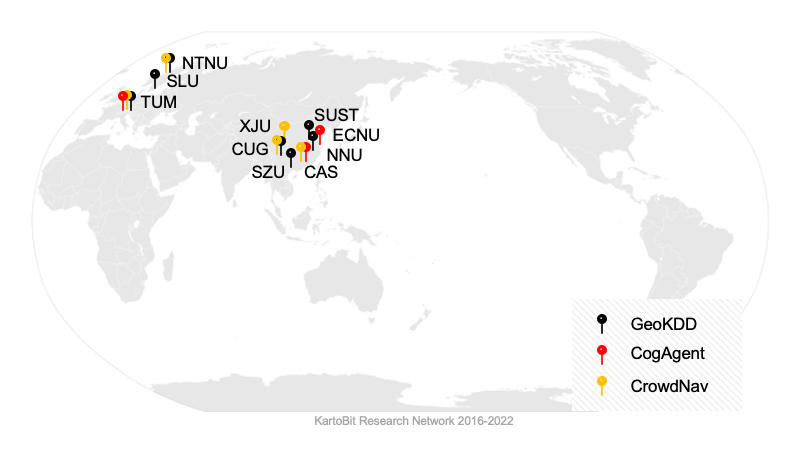 NTNU
SLU
TUM
SUST
XJU
ECNU
CUG
NNU
SZU
CAS
GeoKDD
CogAgent
CrowdNav
KartoBit Research Network 2016-2022